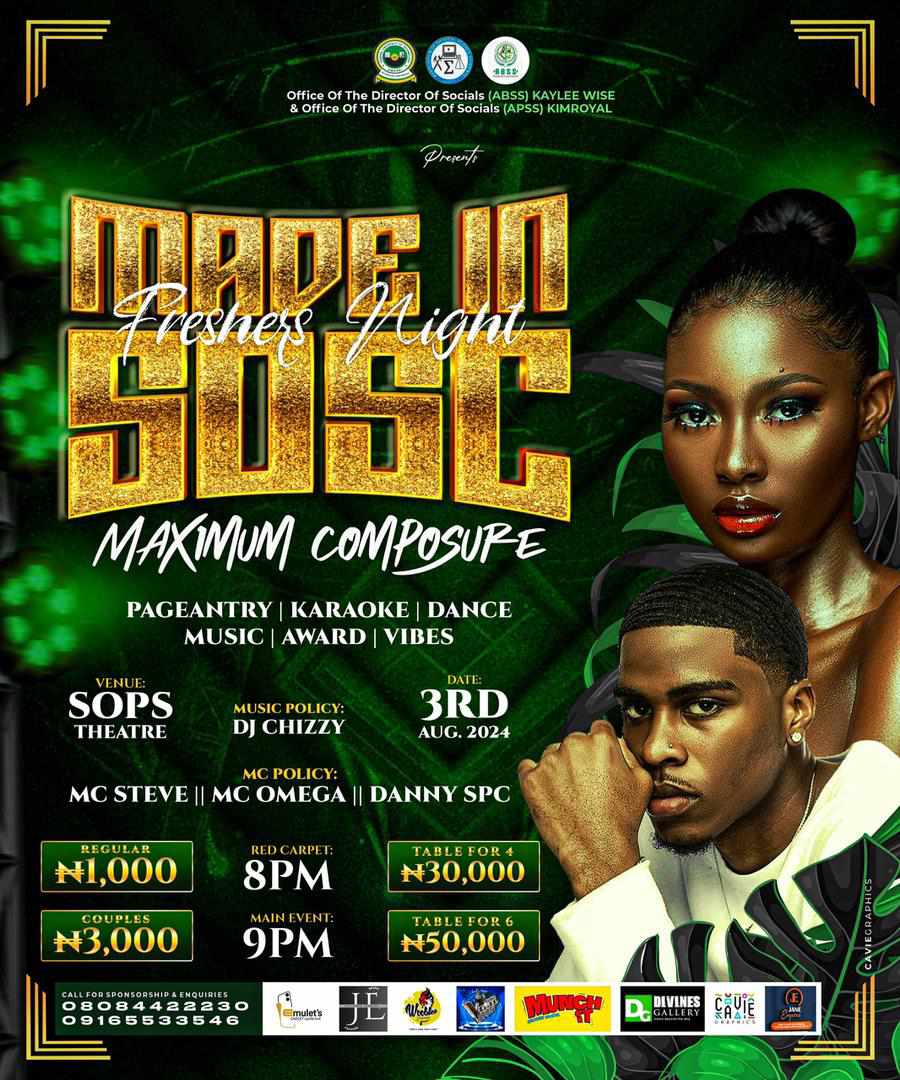 ABSS
Office Of The Director Of Socials (ABSS) KAYLEE WISE
& Office Of The Director Of Socials (APSS) KIMROYAL
Presents
MADE IN
Freshers Night
SOSC
MAXIMUM COMPOSURE
PAGEANTRY | KARAOKE | DANCE
MUSIC | AWARD | VIBES
VENUE:
SOPS
THEATRE
MUSIC POLICY:
DJ CHIZZY
DATE:
3RD
AUG. 2024
MC POLICY:
MC STEVE || MC OMEGA || DANNY SPC
REGULAR
₦1,000
RED CARPET:
8PM
TABLE FOR 4
₦30,000
COUPLES
₦3,000
MAIN EVENT:
9PM
TABLE FOR 6
₦50,000
CAVIEGRAPHICS
CALL FOR SPONSORSHIP & ENQUIRIES
08084422230
09165533546
Emulet's
JE
MUNCH
IT
DG
DIVINES
GALLERY
CAVIE
GRAPHICS
JANE